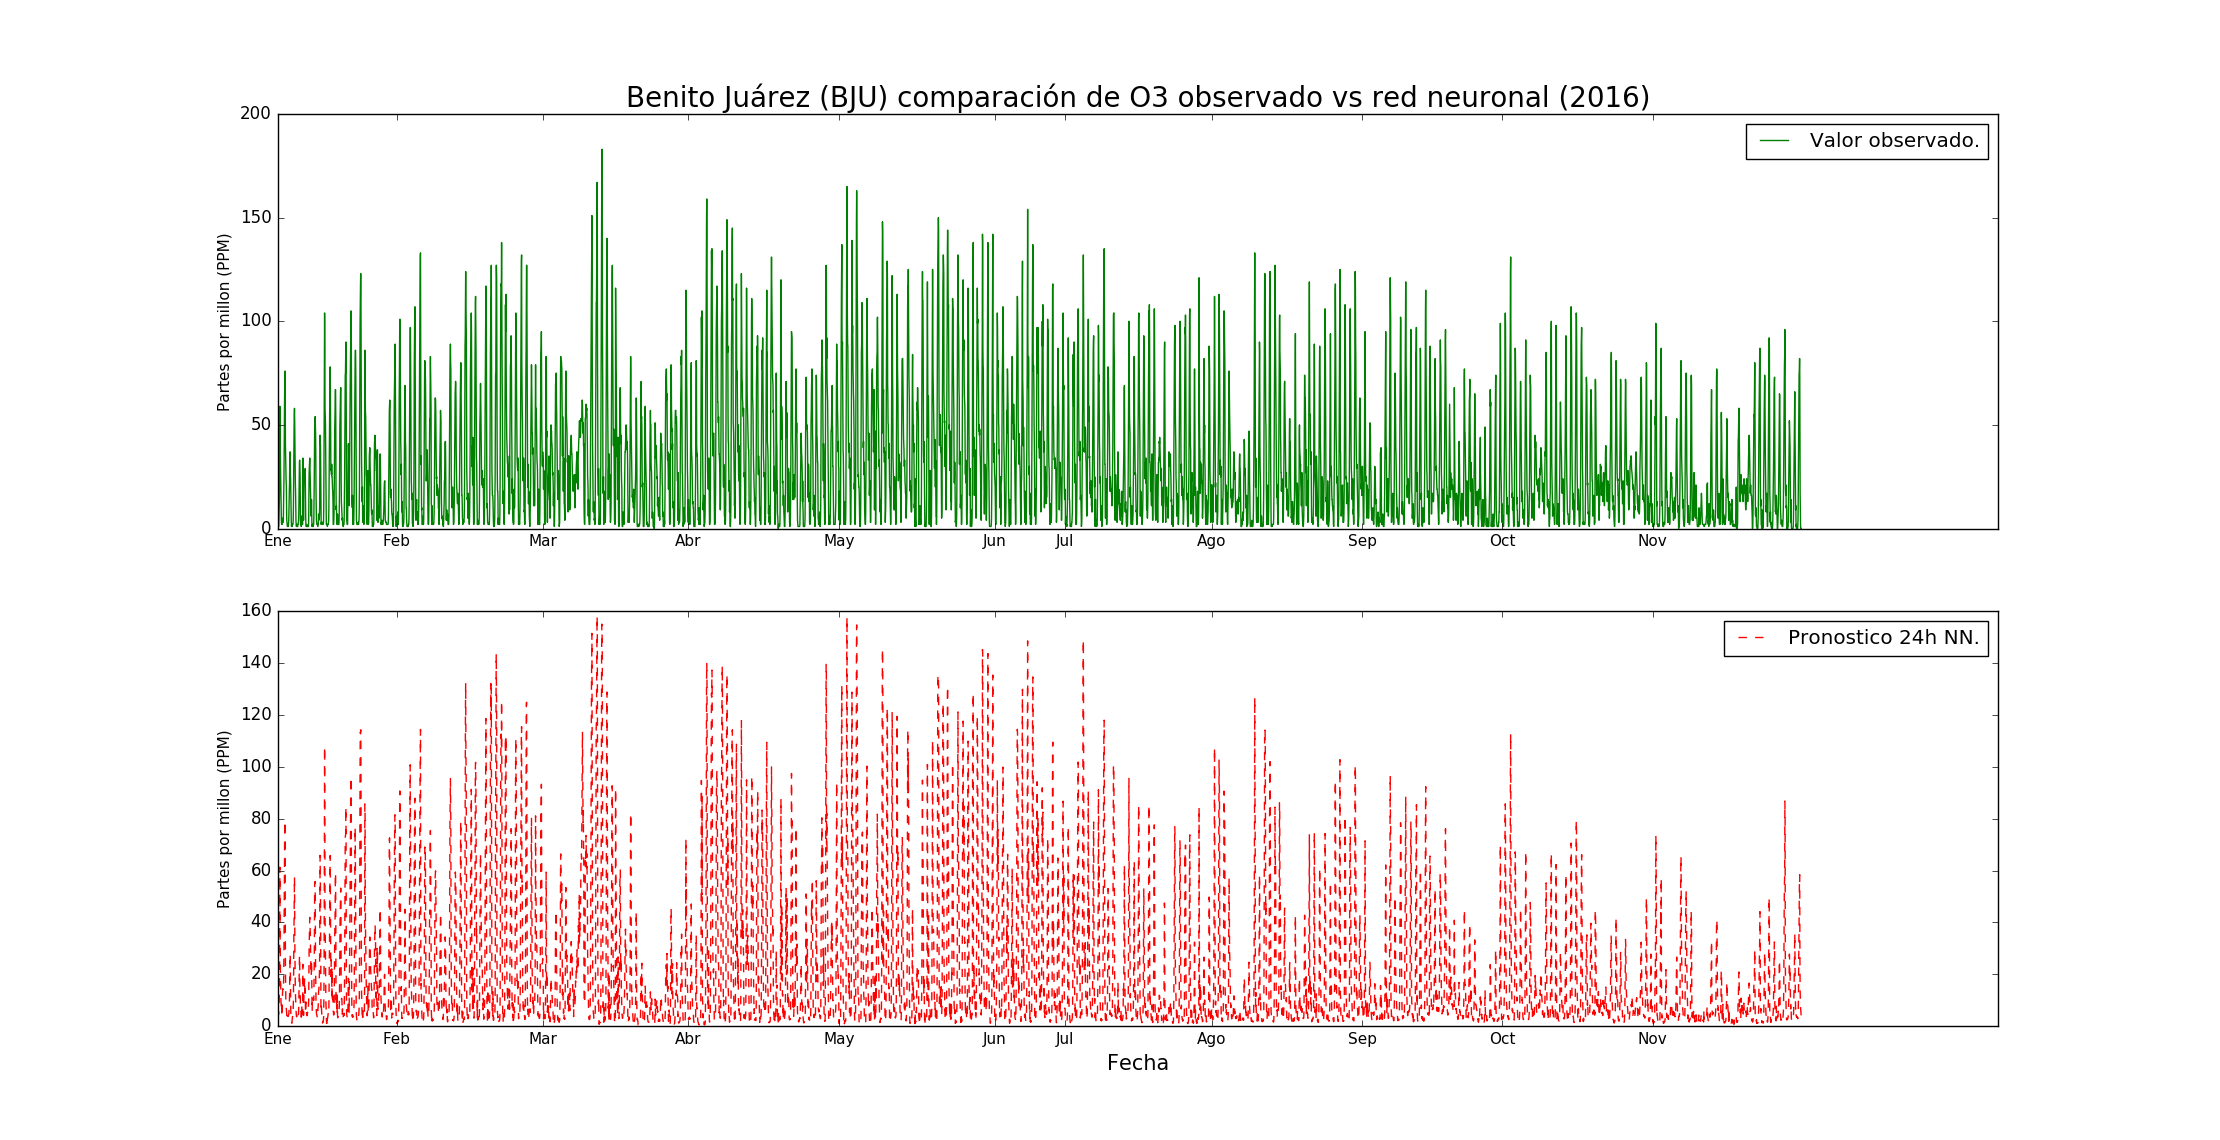 Benito Juárez (BJU) comparación de O3 observado vs red neuronal (2016)
200
150
100
50
0
Partes por millon (PPM)
Valor observado.
Ene Feb Mar Abr May Jun Jul Ago Sep Oct Nov
160
140
120
100
80
60
40
20
0
Partes por millon (PPM)
Pronostico 24h NN.
Ene Feb Mar Abr May Jun Jul Ago Sep Oct Nov
Fecha